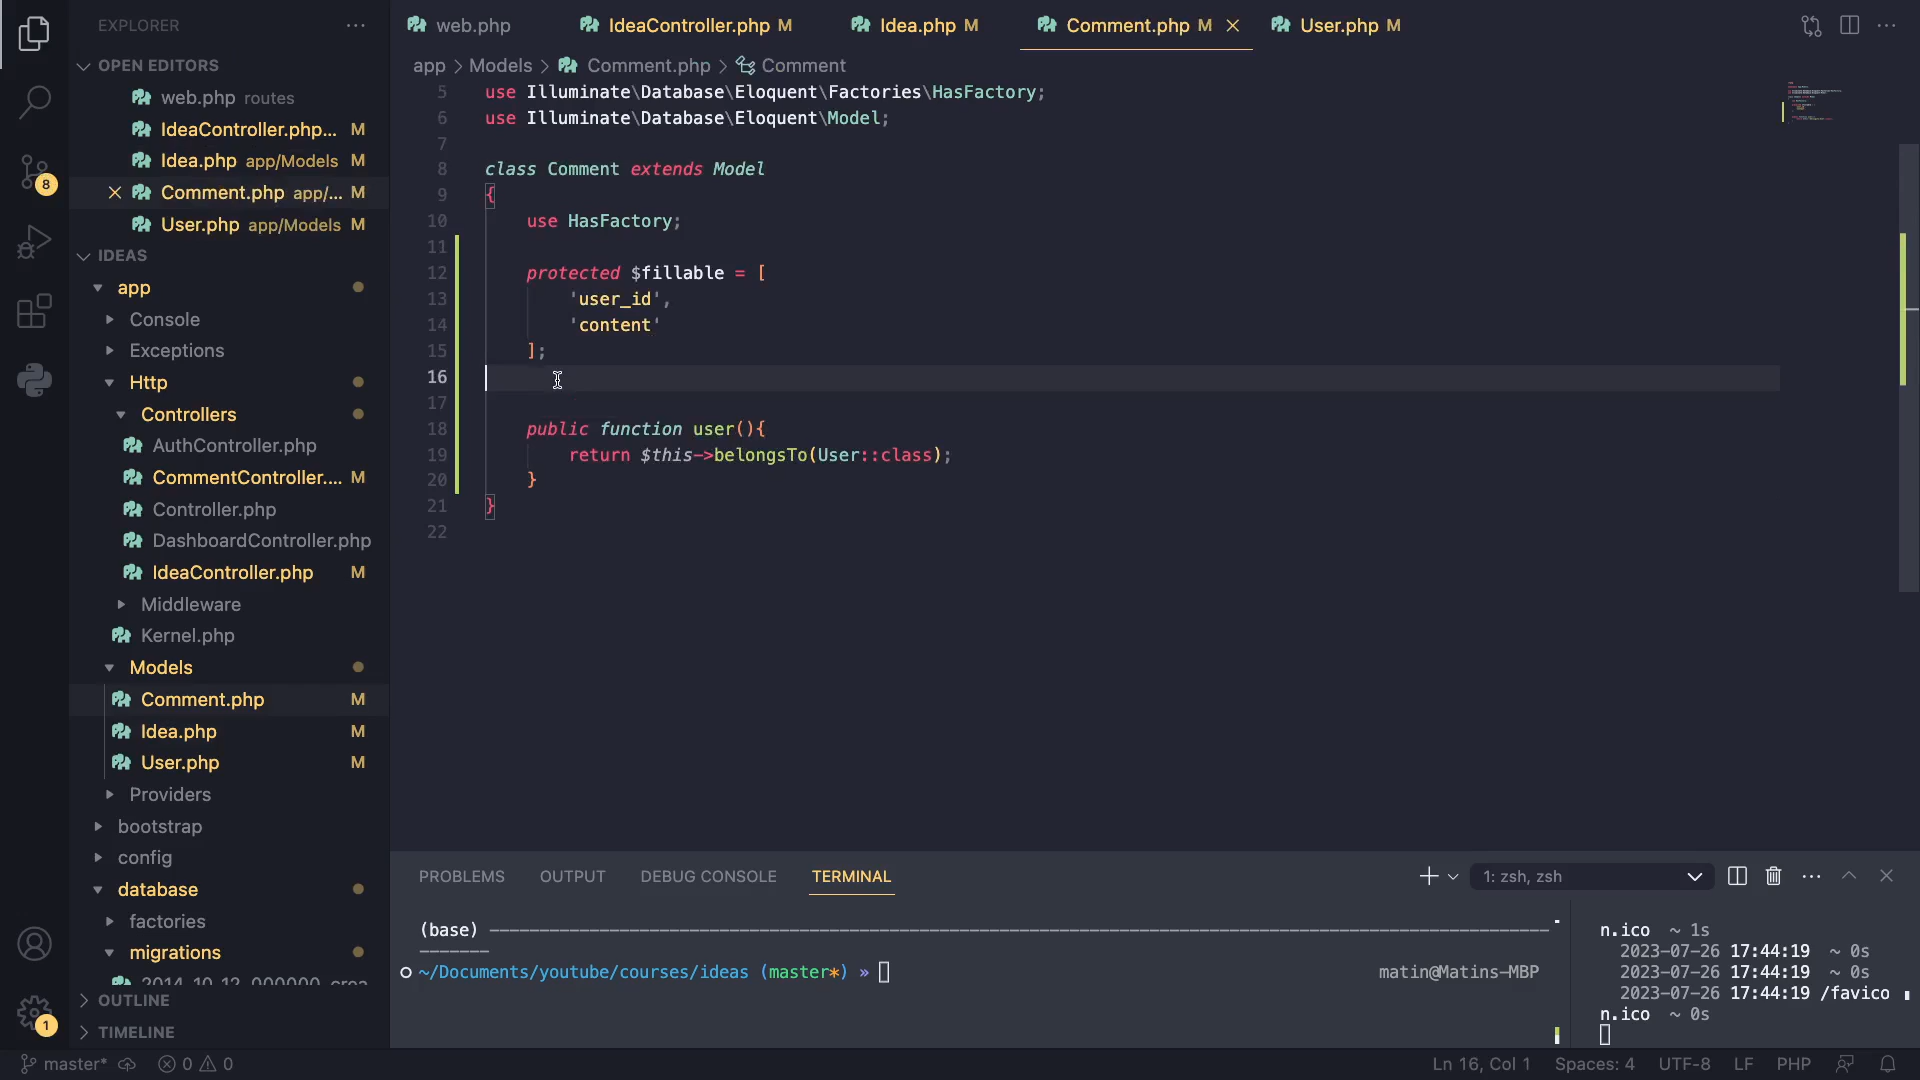 EXPLORER
OPEN EDITORS
web.php routes
IdeaController.php... M
Idea.php app/Models M
Comment.php app/... M
User.php app/Models M
IDEAS
app
Console
Exceptions
Http
Controllers
AuthController.php
CommentController.... M
Controller.php
DashboardController.php
IdeaController.php M
Middleware
Kernel.php
Models
Comment.php M
Idea.php M
User.php M
Providers
bootstrap
config
database
factories
migrations
2014_10_12_000000_crea
OUTLINE
TIMELINE
8
1
web.php
IdeaController.php M
Idea.php M
Comment.php M
User.php M
app > Models > Comment.php > Comment
5 use Illuminate\Database\Eloquent\Factories\HasFactory;
6 use Illuminate\Database\Eloquent\Model;
7
8 class Comment extends Model
9 {
10 use HasFactory;
11
12 protected $fillable = [
13 'user_id',
14 'content'
15 ];
16
17
18 public function user(){
19 return $this->belongsTo(User::class);
20 }
21 }
22
PROBLEMS OUTPUT DEBUG CONSOLE TERMINAL
1: zsh, zsh
(base)
~/Documents/youtube/courses/ideas (master*) » matin@Matins-MBP
n.ico ~ 1s
2023-07-26 17:44:19 ~ 0s
2023-07-26 17:44:19 ~ 0s
2023-07-26 17:44:19 /favico
n.ico ~ 0s
master* 0 0 Ln 16, Col 1 Spaces: 4 UTF-8 LF PHP